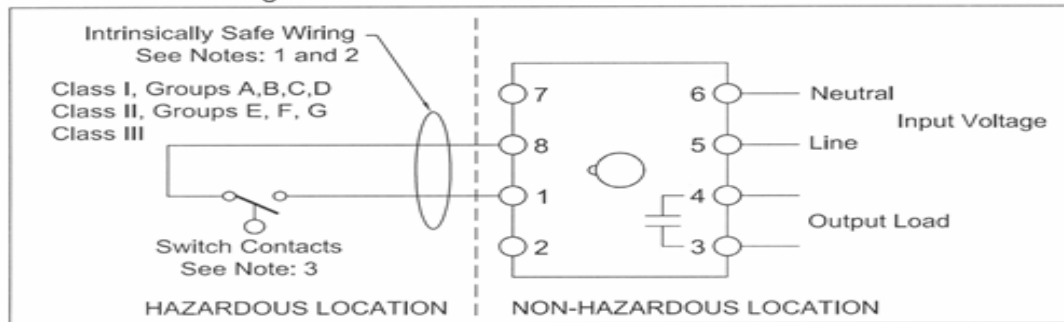 Intrinsically Safe Wiring
See Notes: 1 and 2
Class I, Groups A,B,C,D
Class II, Groups E, F, G
Class III
Switch Contacts
See Note: 3
HAZARDOUS LOCATION
7
8
1
2
6
5
4
3
Neutral
Line
Input Voltage
Output Load
NON-HAZARDOUS LOCATION